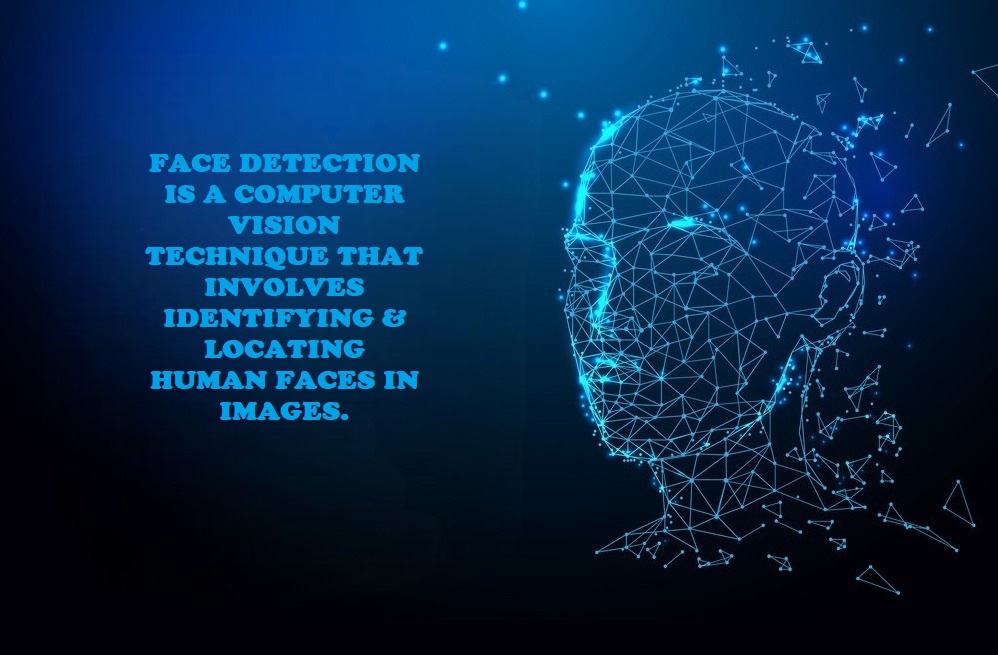 FACE DETECTION
IS A COMPUTER
VISION
TECHNIQUE THAT
INVOLVES
IDENTIFYING &
LOCATING
HUMAN FACES IN
IMAGES.